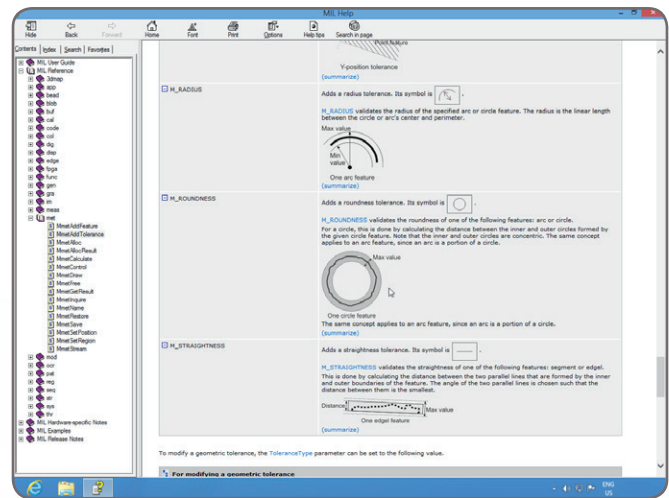 MIL Help
Hide
Back
Forward
Home
Font
Print
Options
Help tips
Search in page
Contents
Index
Search
Favorites
MIL User Guide
MIL Reference
3dmap
app
bead
blob
buf
cal
code
col
dig
disp
edge
fpga
func
gen
gra
im
meas
met
MmetAddFeature
MmetAddTolerance
MmetAlloc
MmetAllocResult
MmetCalculate
MmetControl
MmetDraw
MmetFree
MmetGetResult
MmetInquire
MmetName
MmetRestore
MmetSave
MmetSetPosition
MmetSetRegion
MmetStream
mod
ocr
pat
reg
seq
str
sys
thr
MIL Hardware-specific Notes
MIL Examples
MIL Release Notes
Point feature
Y-position tolerance
(summarize)
M_RADIUS
Adds a radius tolerance. Its symbol is .
M_RADIUS validates the radius of the specified arc or circle feature. The radius is the linear length
between the circle or arc's center and perimeter.
Max value
Min
value
One arc feature
(summarize)
M_ROUNDNESS
Adds a roundness tolerance. Its symbol is .
M_ROUNDNESS validates the roundness of one of the following features: arc or circle.
For a circle, this is done by calculating the distance between the inner and outer circles formed by
the given circle feature. Note that the inner and outer circles are concentric. The same concept
applies to an arc feature, since an arc is a portion of a circle.
Max value
One circle feature
The same concept applies to an arc feature, since an arc is a portion of a circle.
(summarize)
M_STRAIGHTNESS
Adds a straightness tolerance. Its symbol is .
M_STRAIGHTNESS validates the straightness of one of the following features: segment or edgel.
This is done by calculating the distance between the two parallel lines that are formed by the inner
and outer boundaries of the feature. The angle of the two parallel lines is chosen such that the
distance between them is the smallest.
Distance
Max value
One edgel feature
(summarize)
To modify a geometric tolerance, the ToleranceType parameter can be set to the following value.
For modifying a geometric tolerance
ENG
US